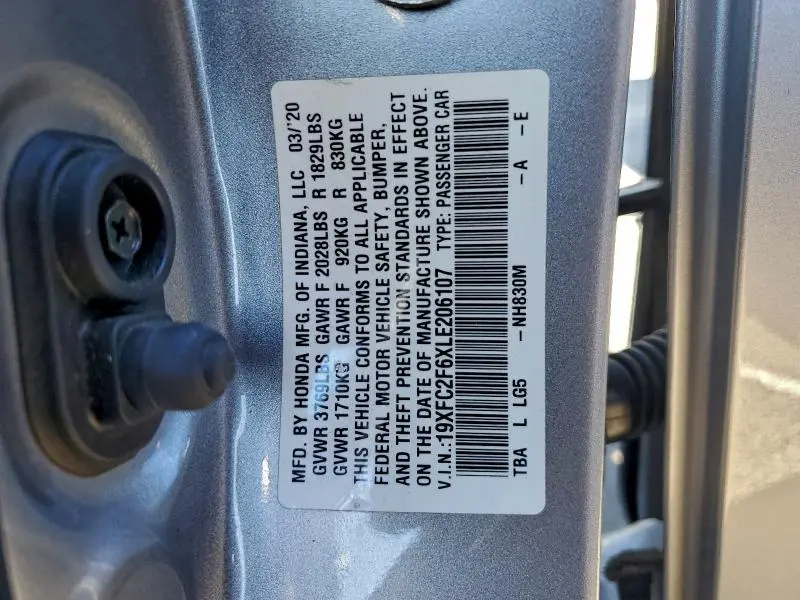 MFD. BY HONDA MFG. OF INDIANA, LLC 03/'20
GVWR 3769LBS GAWR F 2028LBS R 1829LBS
GVWR 1710KG GAWR F 920KG R 830KG
THIS VEHICLE CONFORMS TO ALL APPLICABLE
FEDERAL MOTOR VEHICLE SAFETY, BUMPER,
AND THEFT PREVENTION STANDARDS IN EFFECT
ON THE DATE OF MANUFACTURE SHOWN ABOVE.
V.I.N.:19XFC2F6XLE206107 TYPE: PASSENGER CAR
TBA L LG5 -NH830M -A -E